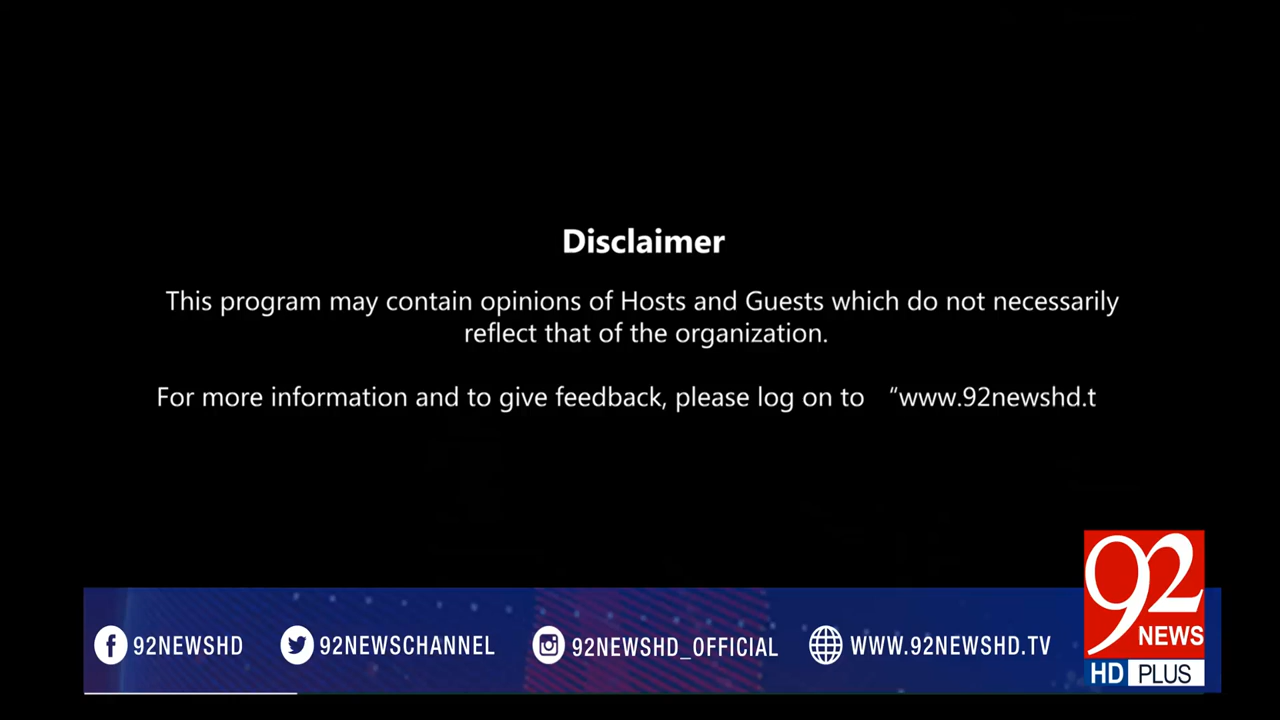 Disclaimer
This program may contain opinions of Hosts and Guests which do not necessarily
reflect that of the organization.
For more information and to give feedback, please log on to “www.92newshd.t
92NEWSHD
92NEWSCHANNEL
92NEWSHD_OFFICIAL
WWW.92NEWSHD.TV
92
NEWS
HD PLUS